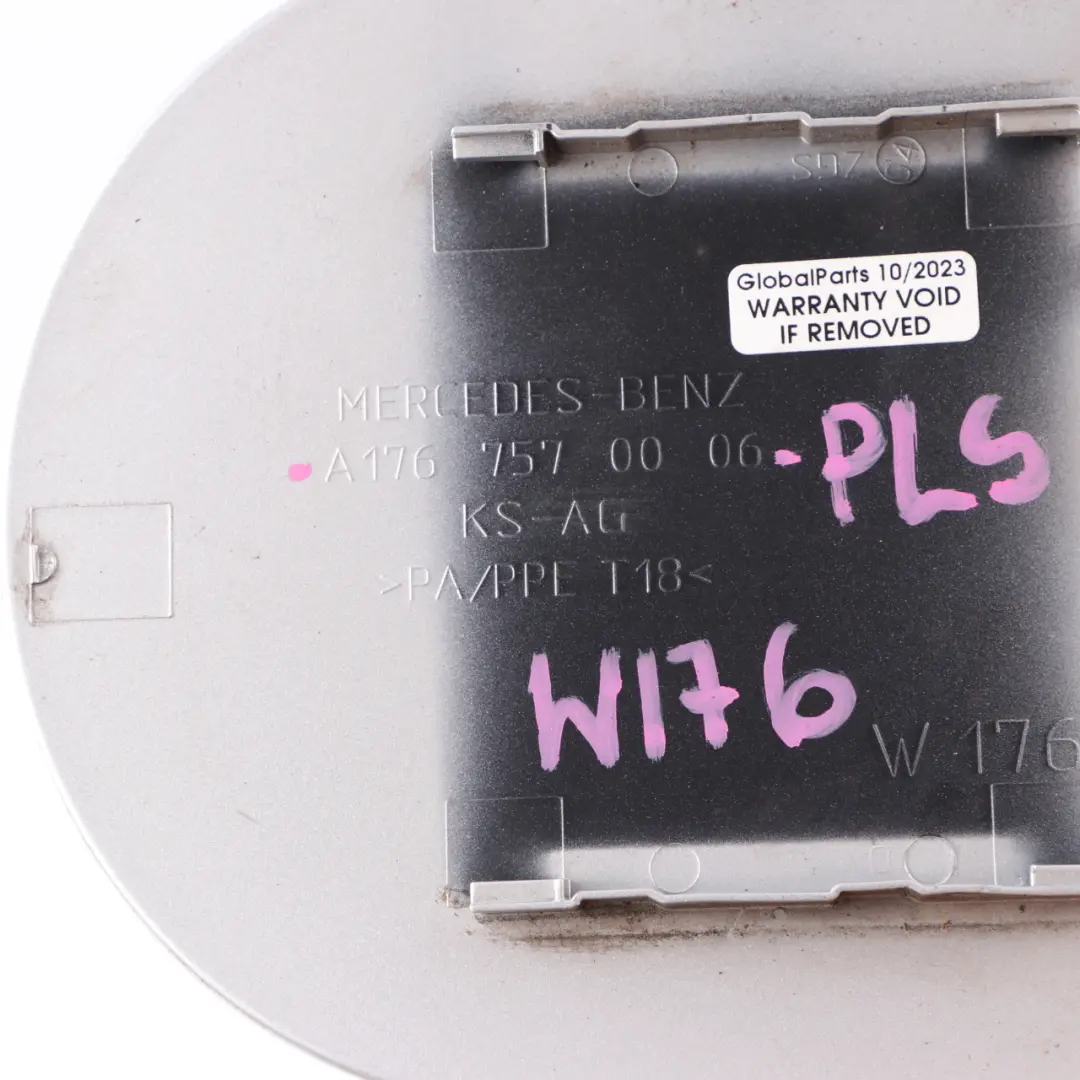 GlobalParts 10/2023
WARRANTY VOID
IF REMOVED
MERCEDES-BENZ
A176 757 00 06 - PLS
KS-AG
>PA/PPE T18<
W176
W 176